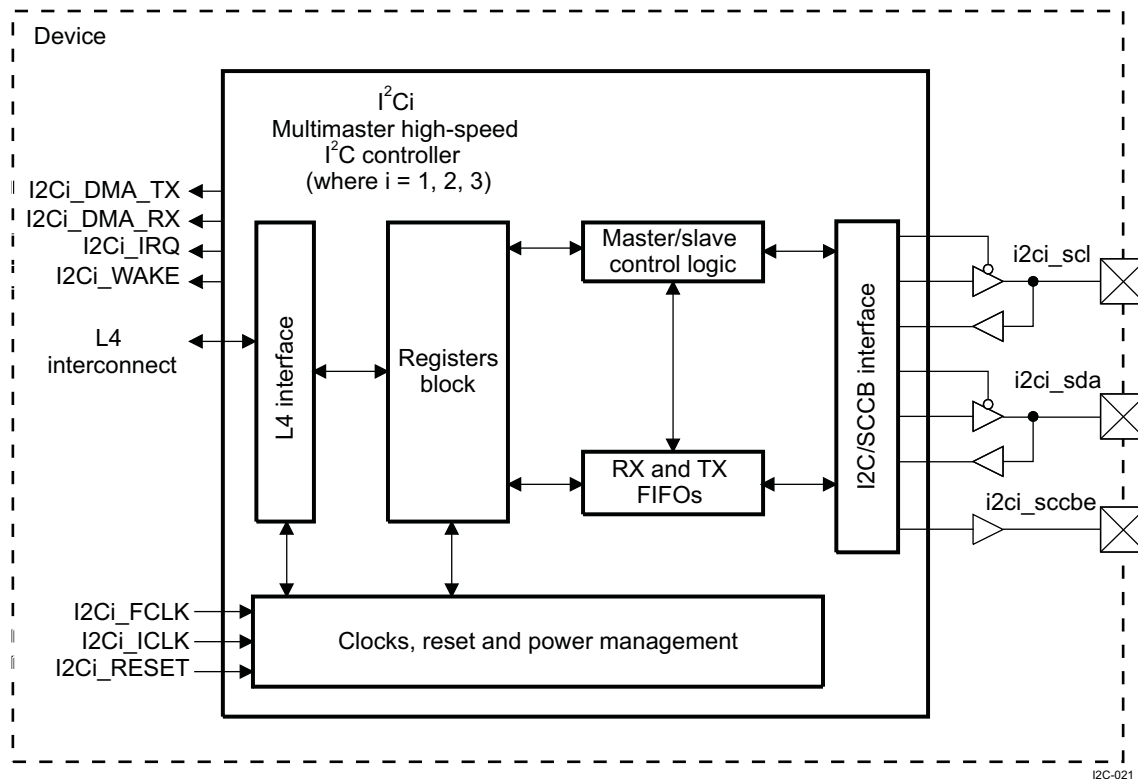 Device
I²Ci
Multimaster high-speed
I²C controller
(where i = 1, 2, 3)
I2Ci_DMA_TX
I2Ci_DMA_RX
I2Ci_IRQ
I2Ci_WAKE
L4
interconnect
L4 interface
Registers
block
Master/slave
control logic
RX and TX
FIFOs
I2C/SCCB interface
i2ci_scl
i2ci_sda
i2ci_sccbe
I2Ci_FCLK
I2Ci_ICLK
I2Ci_RESET
Clocks, reset and power management
I2C-021